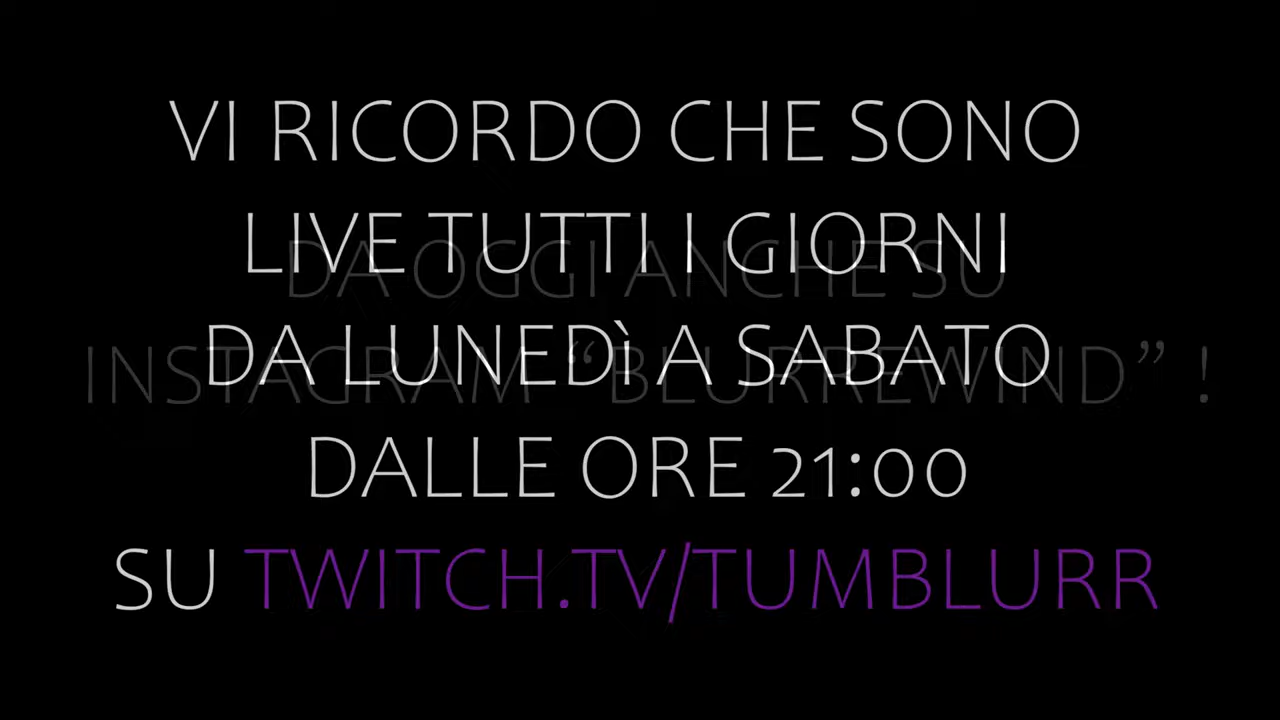 VI RICORDO CHE SONO
LIVE TUTTI I GIORNI
DA OGGI ANCHE SU
DA LUNEDì A SABATO
INSTAGRAM “BLURREWIND” !
DALLE ORE 21:00
SU TWITCH.TV/TUMBLURR